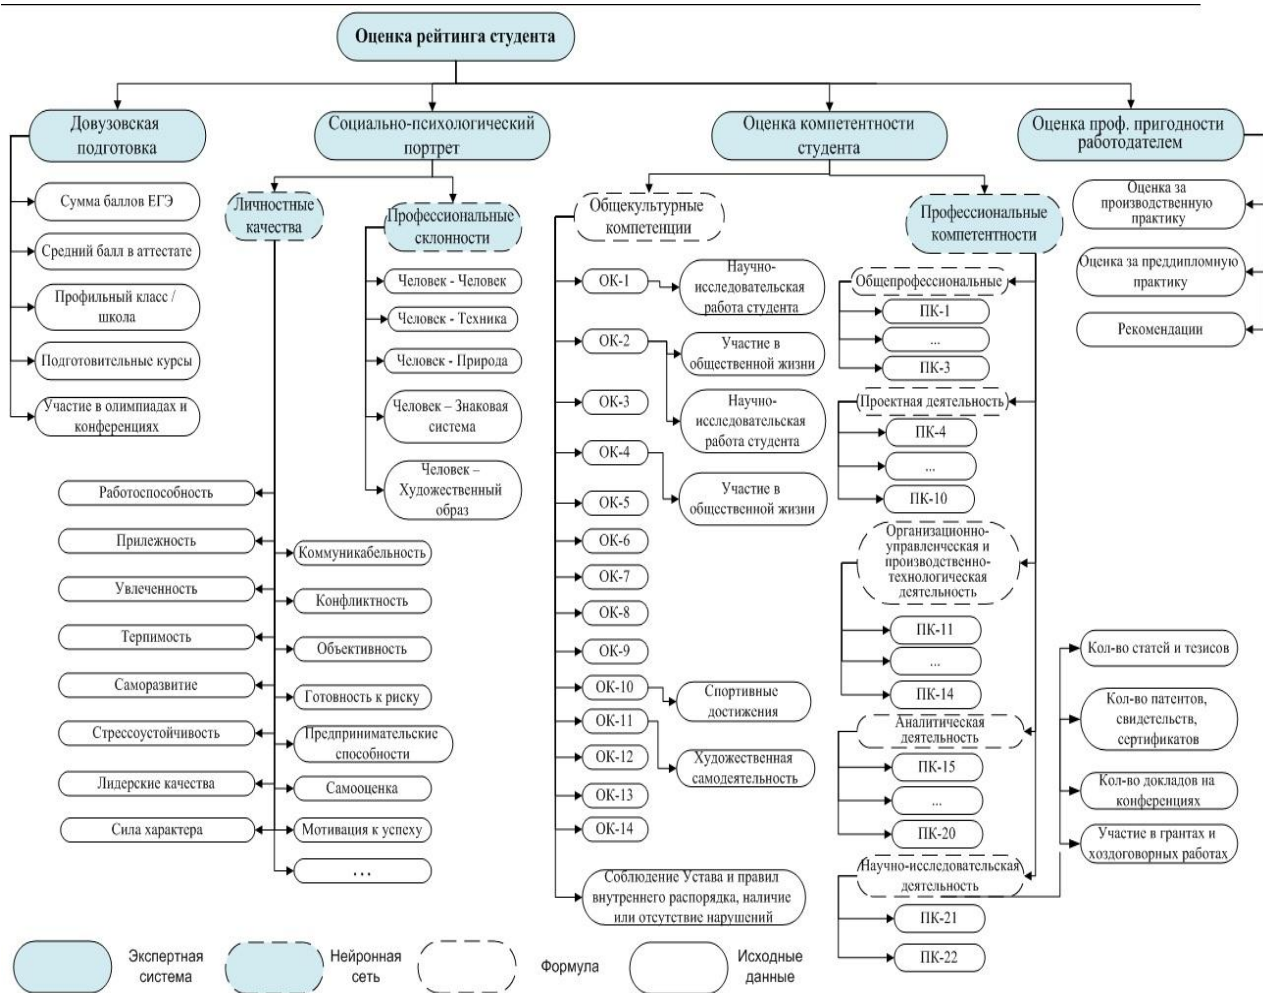 Оценка рейтинга студента
Довузовская
подготовка
Социально-психологический
портрет
Оценка компетентности
студента
Оценка проф. пригодности
работодателем
Сумма баллов ЕГЭ
Средний балл в аттестате
Профильный класс /
школа
Подготовительные курсы
Участие в олимпиадах и
конференциях
Личностные
качества
Профессиональные
склонности
Человек - Человек
Человек - Техника
Человек - Природа
Человек – Знаковая
система
Человек –
Художественный
образ
Работоспособность
Прилежность
Увлеченность
Терпимость
Саморазвитие
Стрессоустойчивость
Лидерские качества
Сила характера
Коммуникабельность
Конфликтность
Объективность
Готовность к риску
Предпринимательские
способности
Самооценка
Мотивация к успеху
...
Общекультурные
компетенции
ОК-1
ОК-2
ОК-3
ОК-4
ОК-5
ОК-6
ОК-7
ОК-8
ОК-9
ОК-10
ОК-11
ОК-12
ОК-13
ОК-14
Соблюдение Устава и правил
внутреннего распорядка, наличие
или отсутствие нарушений
Научно-
исследовательская
работа студента
Участие в
общественной жизни
Научно-
исследовательская
работа студента
Участие в
общественной жизни
Спортивные
достижения
Художественная
самодеятельность
Профессиональные
компетентности
Общепрофессиональные
ПК-1
...
ПК-3
Проектная деятельность
ПК-4
...
ПК-10
Организационно-
управленческая и
производственно-
технологическая
деятельность
ПК-11
...
ПК-14
Аналитическая
деятельность
ПК-15
...
ПК-20
Научно-исследовательская
деятельность
ПК-21
ПК-22
Оценка за
производственную
практику
Оценка за преддипломную
практику
Рекомендации
Кол-во статей и тезисов
Кол-во патентов,
свидетельств,
сертификатов
Кол-во докладов на
конференциях
Участие в грантах и
хоздоговорных работах
Экспертная
система
Нейронная
сеть
Формула
Исходные
данные